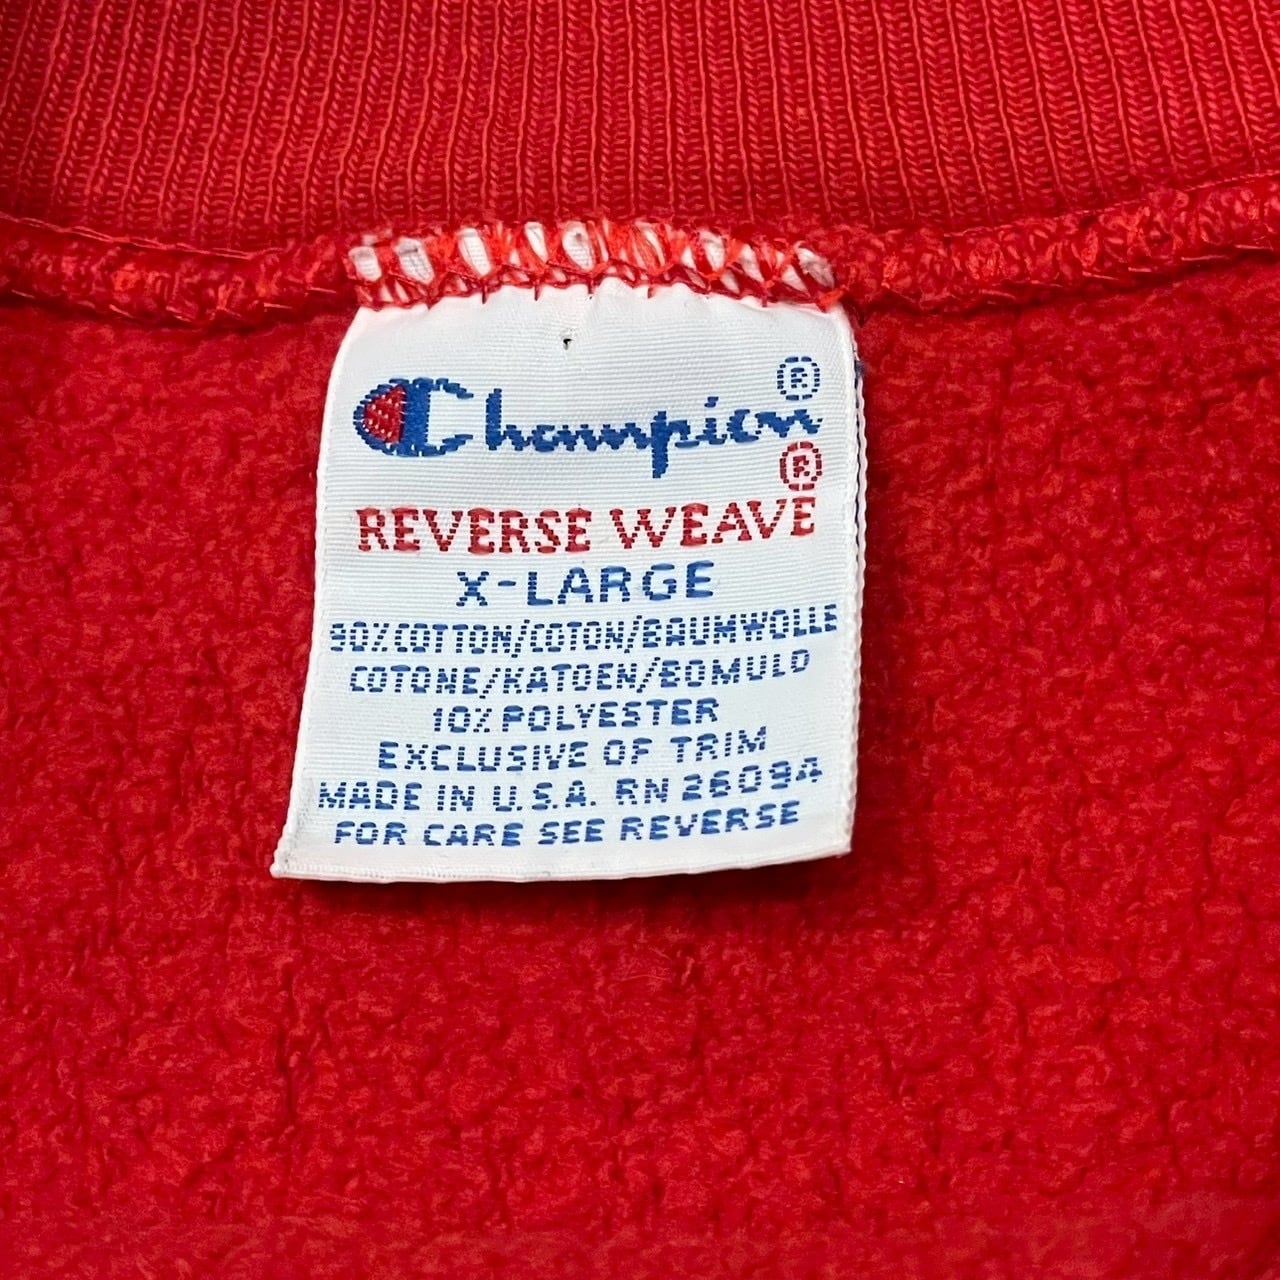 Champion®
REVERSE WEAVE®
X-LARGE
90% COTTON/COTON/BAUMWOLLE
COTONE/KATOEN/BOMULD
10% POLYESTER
EXCLUSIVE OF TRIM
MADE IN U.S.A. RN 26094
FOR CARE SEE REVERSE